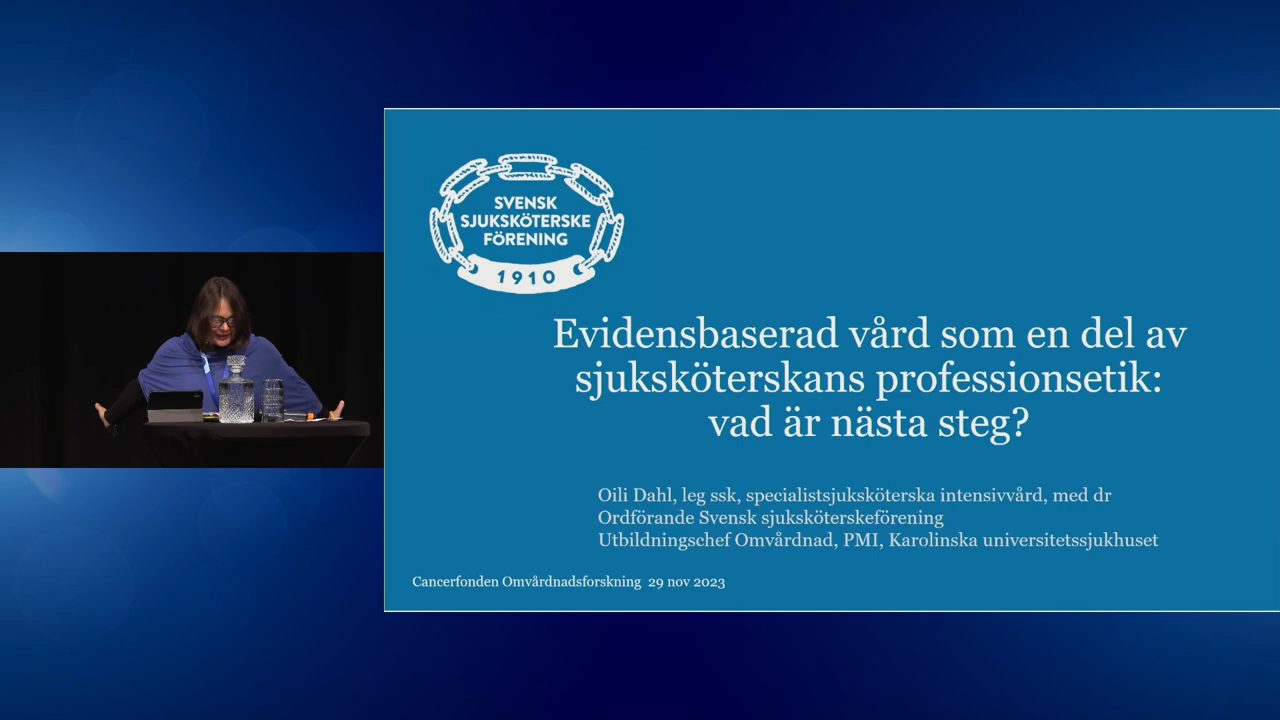 SVENSK
SJUKSKÖTERSKE
FÖRENING
1910
Evidensbaserad vård som en del av
sjuksköterskans professionsetik:
vad är nästa steg?
Oili Dahl, leg ssk, specialistsjuksköterska intensivvård, med dr
Ordförande Svensk sjuksköterskeförening
Utbildningschef Omvårdnad, PMI, Karolinska universitetssjukhuset
Cancerfonden Omvårdnadsforskning 29 nov 2023